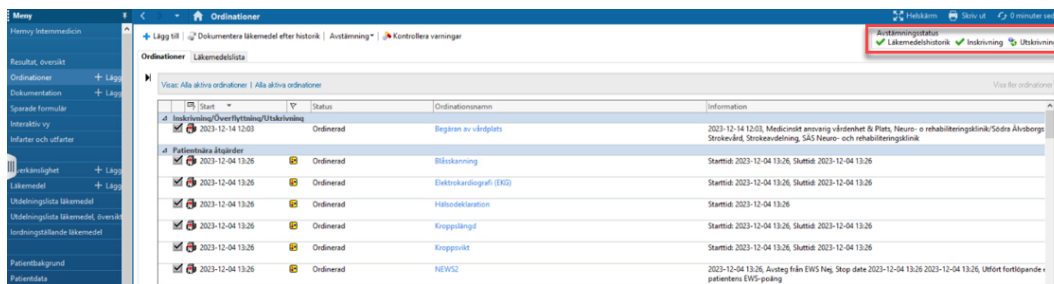 Meny
Ordinationer
Helskärm Skriv ut 0 minuter sed
Hemvy Internmedicin
Resultat, översikt
Ordinationer + Lägg
Dokumentation + Lägg
Sparade formulär
Interaktiv vy
Infarter och utfarter
verkänslighet + Lägg
Läkemedel + Lägg
Utdelningslista läkemedel
Utdelningslista läkemedel, översikt
Iordningställande läkemedel
Patientbakgrund
Patientdata
+ Lägg till Dokumentera läkemedel efter historik Avstämning Kontrollera varningar
Avstämningsstatus
Läkemedelshistorik Inskrivning Utskrivning
Ordinationer Läkemedelslista
Visas: Alla aktiva ordinationer | Alla aktiva ordinationer
Visa fler ordinationer
Start Status Ordinationsnamn Information
Inskrivning/Överflyttning/Utskrivning
2023-12-14 12:03 Ordinerad Begäran av vårdplats 2023-12-14 12:03, Medicinskt ansvarig vårdenhet & Plats, Neuro- o rehabiliteringsklinik/Södra Älvsborgs
Strokevård, Strokeavdelning, SÄS Neuro- och rehabiliteringsklinik
Patientnära åtgärder
2023-12-04 13:26 Ordinerad Blåsskanning Starttid: 2023-12-04 13:26, Sluttid: 2023-12-04 13:26
2023-12-04 13:26 Ordinerad Elektrokardiografi (EKG) Starttid: 2023-12-04 13:26, Sluttid: 2023-12-04 13:26
2023-12-04 13:26 Ordinerad Hälsodeklaration Starttid: 2023-12-04 13:26
2023-12-04 13:26 Ordinerad Kroppslängd Starttid: 2023-12-04 13:26, Sluttid: 2023-12-04 13:26
2023-12-04 13:26 Ordinerad Kroppsvikt Starttid: 2023-12-04 13:26, Sluttid: 2023-12-04 13:26
2023-12-04 13:26 Ordinerad NEWS2 2023-12-04 13:26, Avsteg från EWS Nej, Stop date 2023-12-04 13:26 2023-12-04 13:26, Utfört fortlöpande e
patientens EWS-poäng